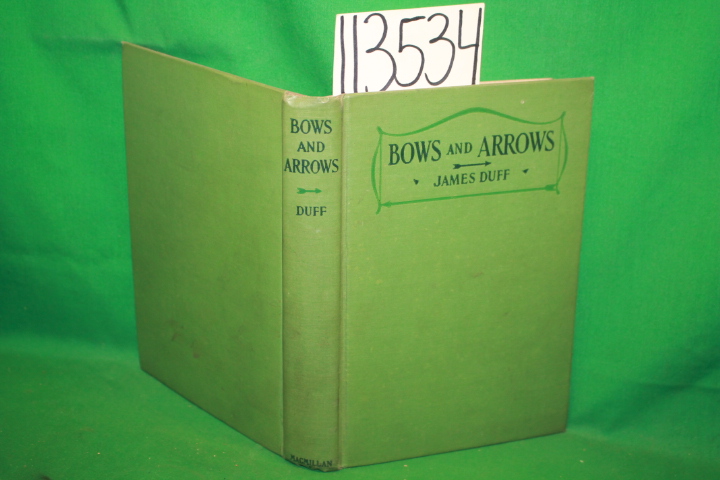 113534
BOWS
AND
ARROWS
DUFF
MACMILLAN
BOWS AND ARROWS
JAMES DUFF